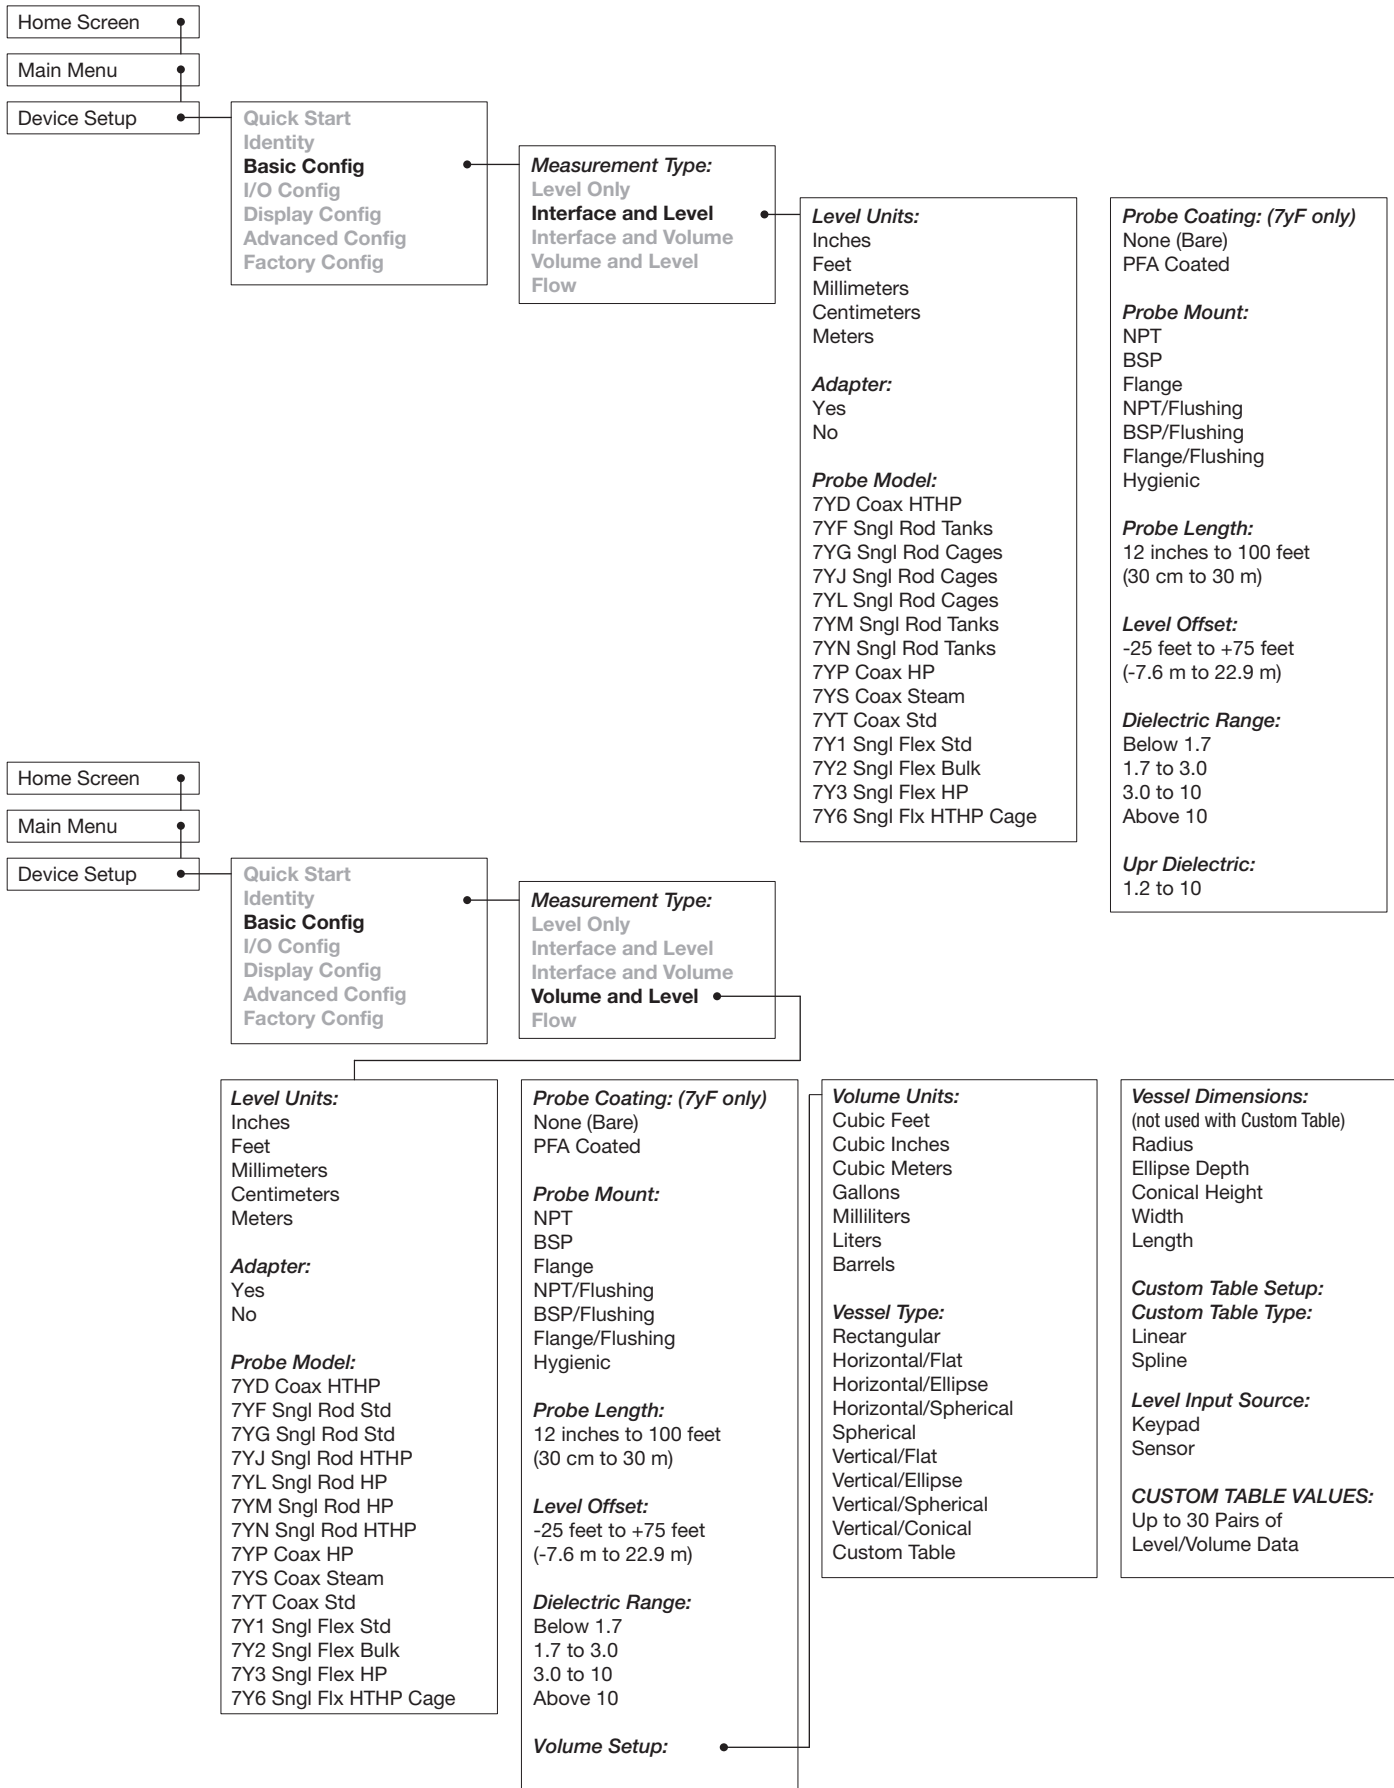 Home Screen
Main Menu
Device Setup
Quick Start
Identity
Basic Config
I/O Config
Display Config
Advanced Config
Factory Config
Measurement Type:
Level Only
Interface and Level
Interface and Volume
Volume and Level
Flow
Level Units:
Inches
Feet
Millimeters
Centimeters
Meters
Adapter:
Yes
No
Probe Model:
7YD Coax HTHP
7YF Sngl Rod Tanks
7YG Sngl Rod Cages
7YJ Sngl Rod Cages
7YL Sngl Rod Cages
7YM Sngl Rod Tanks
7YN Sngl Rod Tanks
7YP Coax HP
7YS Coax Steam
7YT Coax Std
7Y1 Sngl Flex Std
7Y2 Sngl Flex Bulk
7Y3 Sngl Flex HP
7Y6 Sngl Flx HTHP Cage
Probe Coating: (7yF only)
None (Bare)
PFA Coated
Probe Mount:
NPT
BSP
Flange
NPT/Flushing
BSP/Flushing
Flange/Flushing
Hygienic
Probe Length:
12 inches to 100 feet
(30 cm to 30 m)
Level Offset:
-25 feet to +75 feet
(-7.6 m to 22.9 m)
Dielectric Range:
Below 1.7
1.7 to 3.0
3.0 to 10
Above 10
Upr Dielectric:
1.2 to 10
Home Screen
Main Menu
Device Setup
Quick Start
Identity
Basic Config
I/O Config
Display Config
Advanced Config
Factory Config
Measurement Type:
Level Only
Interface and Level
Interface and Volume
Volume and Level
Flow
Level Units:
Inches
Feet
Millimeters
Centimeters
Meters
Adapter:
Yes
No
Probe Model:
7YD Coax HTHP
7YF Sngl Rod Std
7YG Sngl Rod Std
7YJ Sngl Rod HTHP
7YL Sngl Rod HP
7YM Sngl Rod HP
7YN Sngl Rod HTHP
7YP Coax HP
7YS Coax Steam
7YT Coax Std
7Y1 Sngl Flex Std
7Y2 Sngl Flex Bulk
7Y3 Sngl Flex HP
7Y6 Sngl Flx HTHP Cage
Probe Coating: (7yF only)
None (Bare)
PFA Coated
Probe Mount:
NPT
BSP
Flange
NPT/Flushing
BSP/Flushing
Flange/Flushing
Hygienic
Probe Length:
12 inches to 100 feet
(30 cm to 30 m)
Level Offset:
-25 feet to +75 feet
(-7.6 m to 22.9 m)
Dielectric Range:
Below 1.7
1.7 to 3.0
3.0 to 10
Above 10
Volume Setup:
Volume Units:
Cubic Feet
Cubic Inches
Cubic Meters
Gallons
Milliliters
Liters
Barrels
Vessel Type:
Rectangular
Horizontal/Flat
Horizontal/Ellipse
Horizontal/Spherical
Spherical
Vertical/Flat
Vertical/Ellipse
Vertical/Spherical
Vertical/Conical
Custom Table
Vessel Dimensions:
(not used with Custom Table)
Radius
Ellipse Depth
Conical Height
Width
Length
Custom Table Setup:
Custom Table Type:
Linear
Spline
Level Input Source:
Keypad
Sensor
CUSTOM TABLE VALUES:
Up to 30 Pairs of
Level/Volume Data